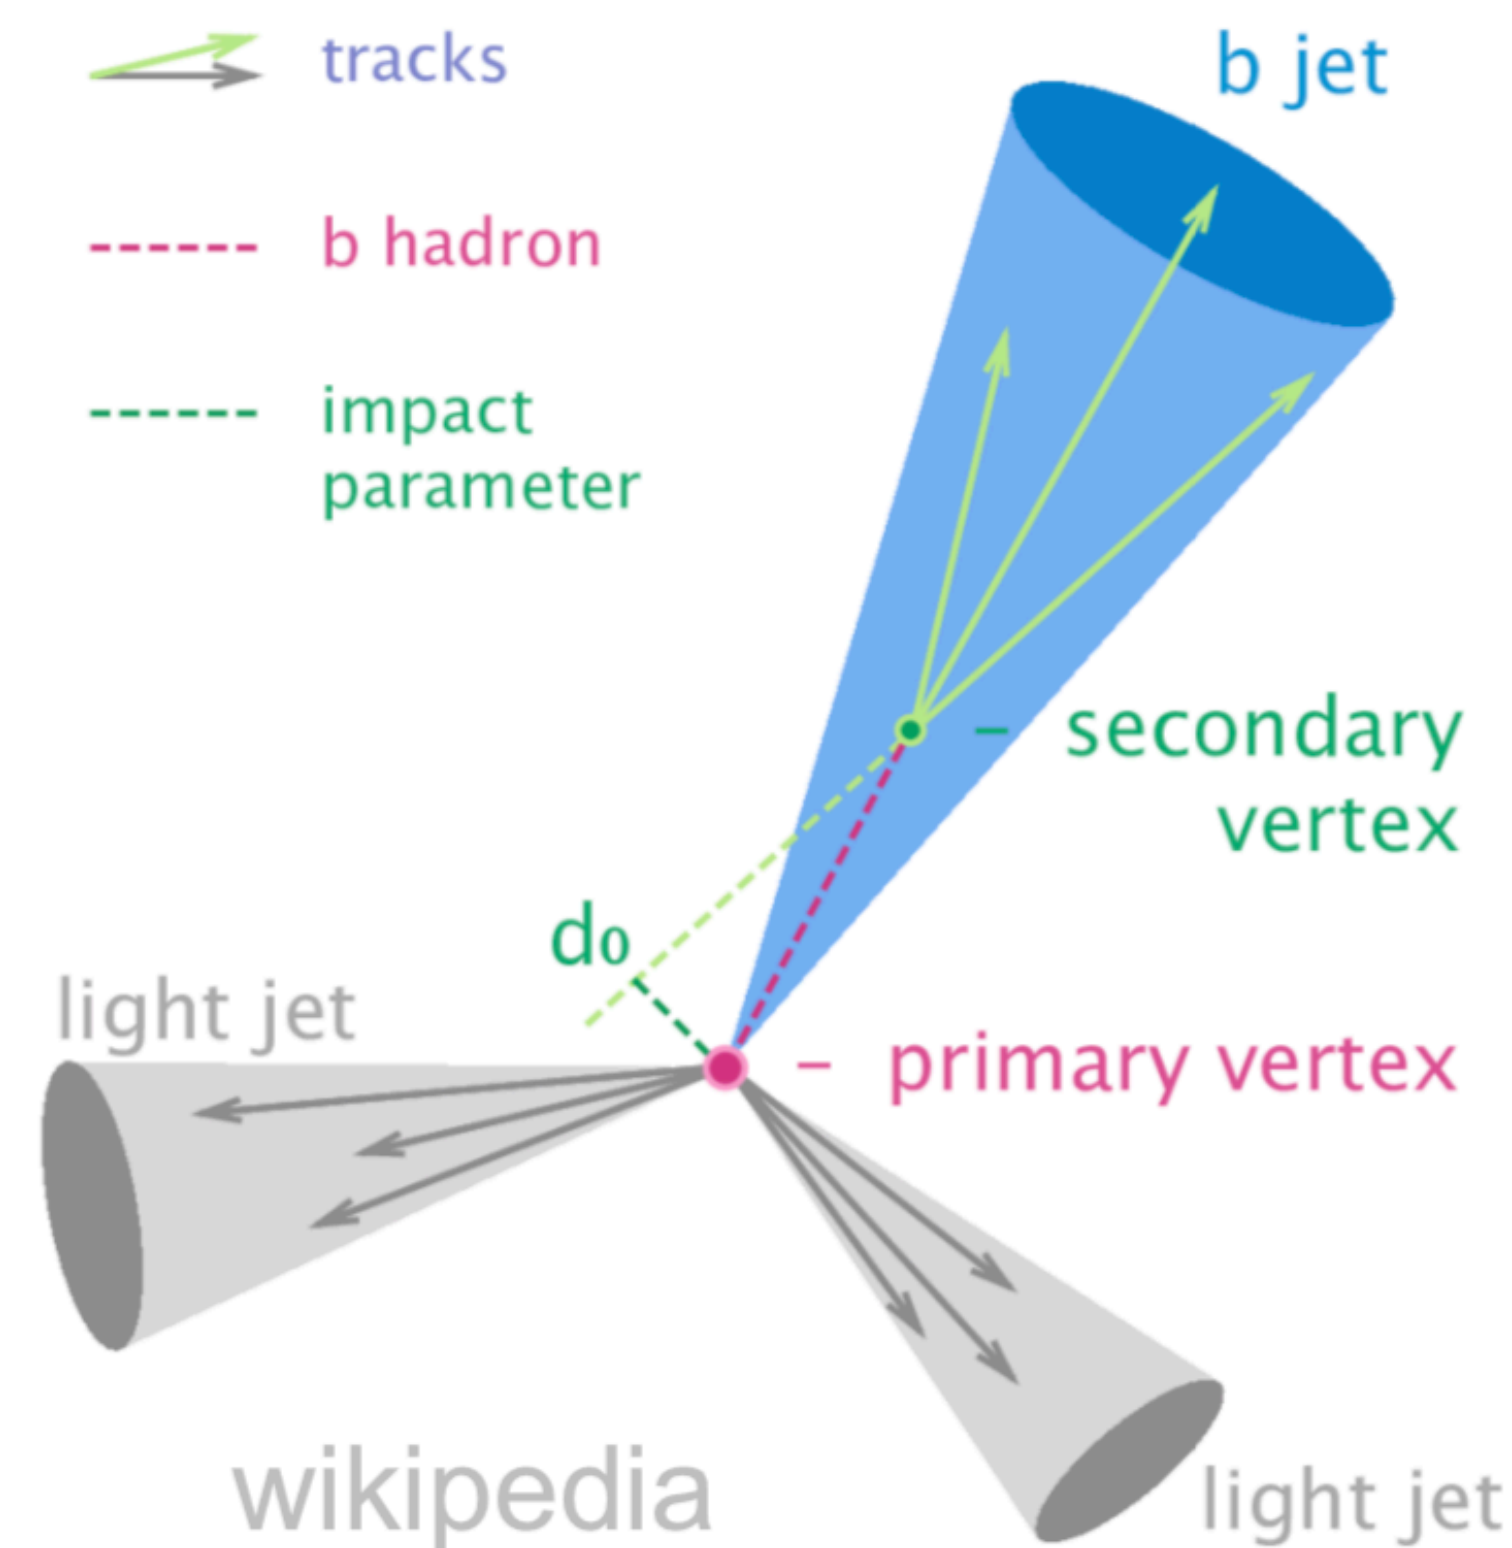 tracks
b jet
b hadron
impact
parameter
– secondary
vertex
d₀
light jet
– primary vertex
wikipedia
light jet